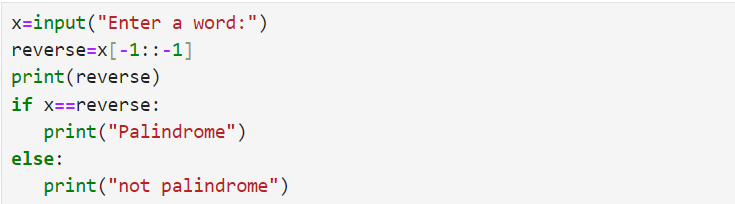 x=input("Enter a word:")
reverse=x[-1::-1]
print(reverse)
if x==reverse:
   print("Palindrome")
else:
   print("not palindrome")